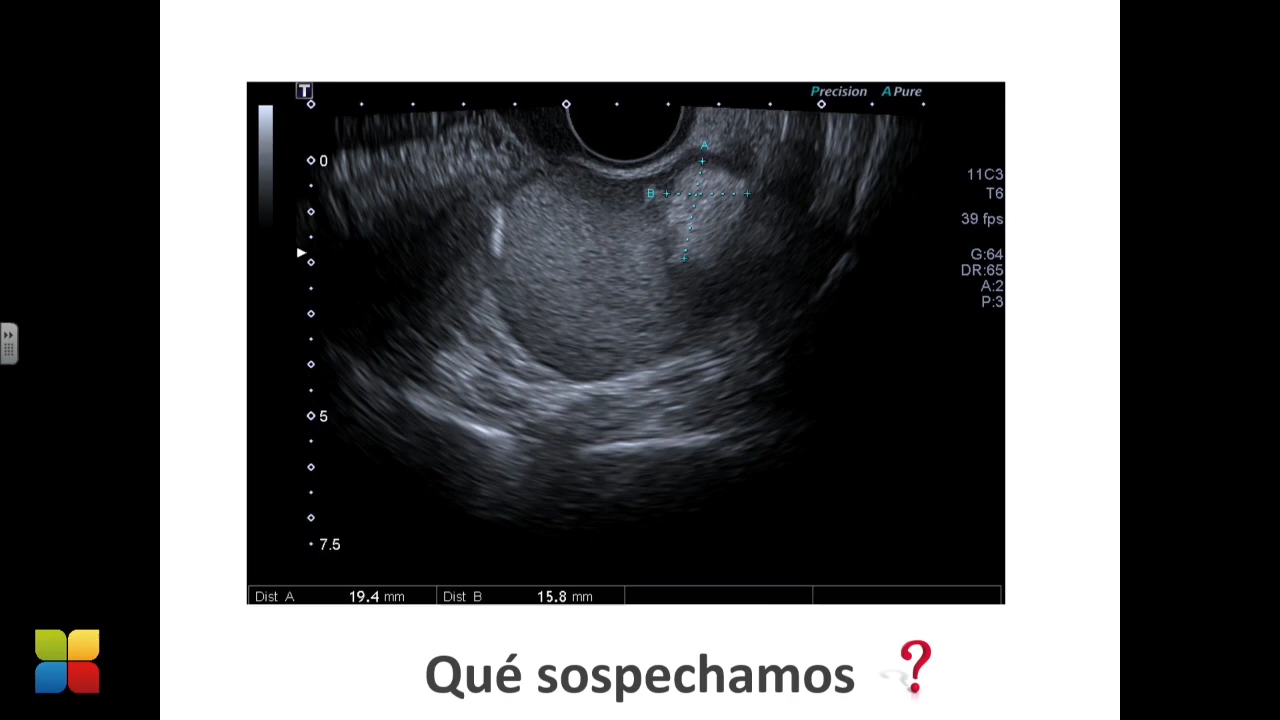 T
Precision A Pure
A
0
B
11C3
T6
39 fps
G:64
DR:65
A:2
P:3
5
7.5
Dist A 19.4 mm Dist B 15.8 mm
Qué sospechamos ?